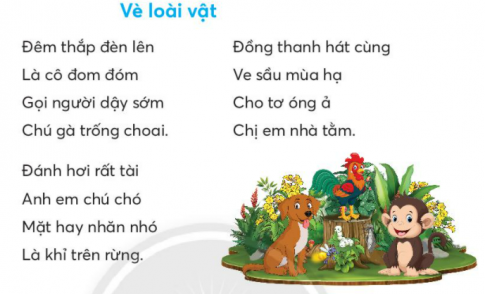 Vè loài vật
Đêm thắp đèn lên
Là cô đom đóm
Gọi người dậy sớm
Chú gà trống choai.
Đánh hơi rất tài
Anh em chú chó
Mặt hay nhăn nhó
Là khỉ trên rừng.
Đồng thanh hát cùng
Ve sầu mùa hạ
Cho tơ óng ả
Chị em nhà tằm.